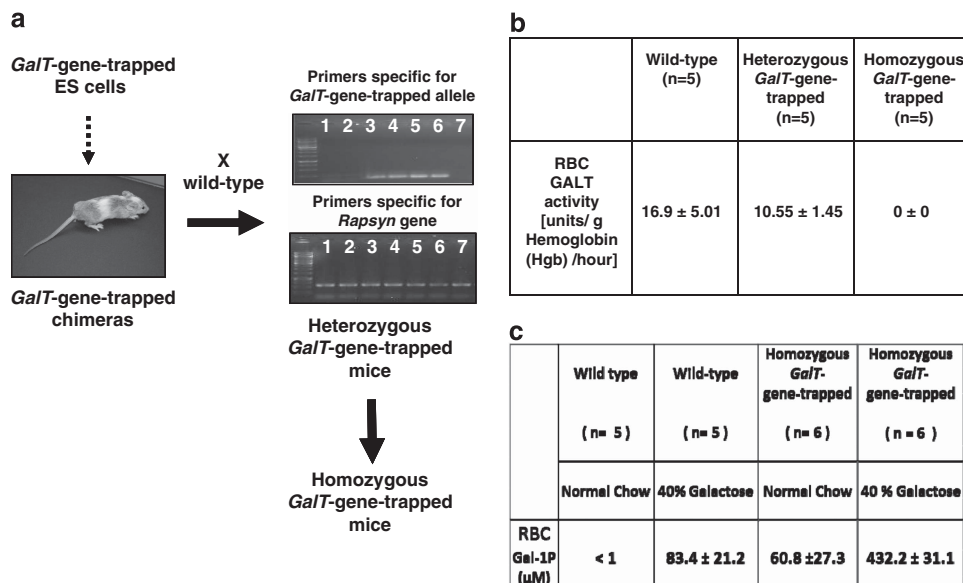 a
GalT-gene-trapped
ES cells
GalT-gene-trapped
chimeras
X
wild-type
Primers specific for
GalT-gene-trapped allele
1 2 3 4 5 6 7
Primers specific for
Rapsyn gene
1 2 3 4 5 6 7
Heterozygous
GalT-gene-trapped
mice
Homozygous
GalT-gene-trapped
mice
b
Wild-type
(n=5)
Heterozygous
GalT-gene-
trapped
(n=5)
Homozygous
GalT-gene-
trapped
(n=5)
RBC
GALT
activity
[units/ g
Hemoglobin
(Hgb) /hour]
16.9 ± 5.01
10.55 ± 1.45
0 ± 0
c
Wild type
( n= 5 )
Wild-type
( n= 5 )
Homozygous
GalT-
gene-trapped
( n= 6 )
Homozygous
GalT-
gene-trapped
( n = 6 )
Normal Chow
40% Galactose
Normal Chow
40 % Galactose
RBC
Gal-1P
(µM)
< 1
83.4 ± 21.2
60.8 ±27.3
432.2 ± 31.1